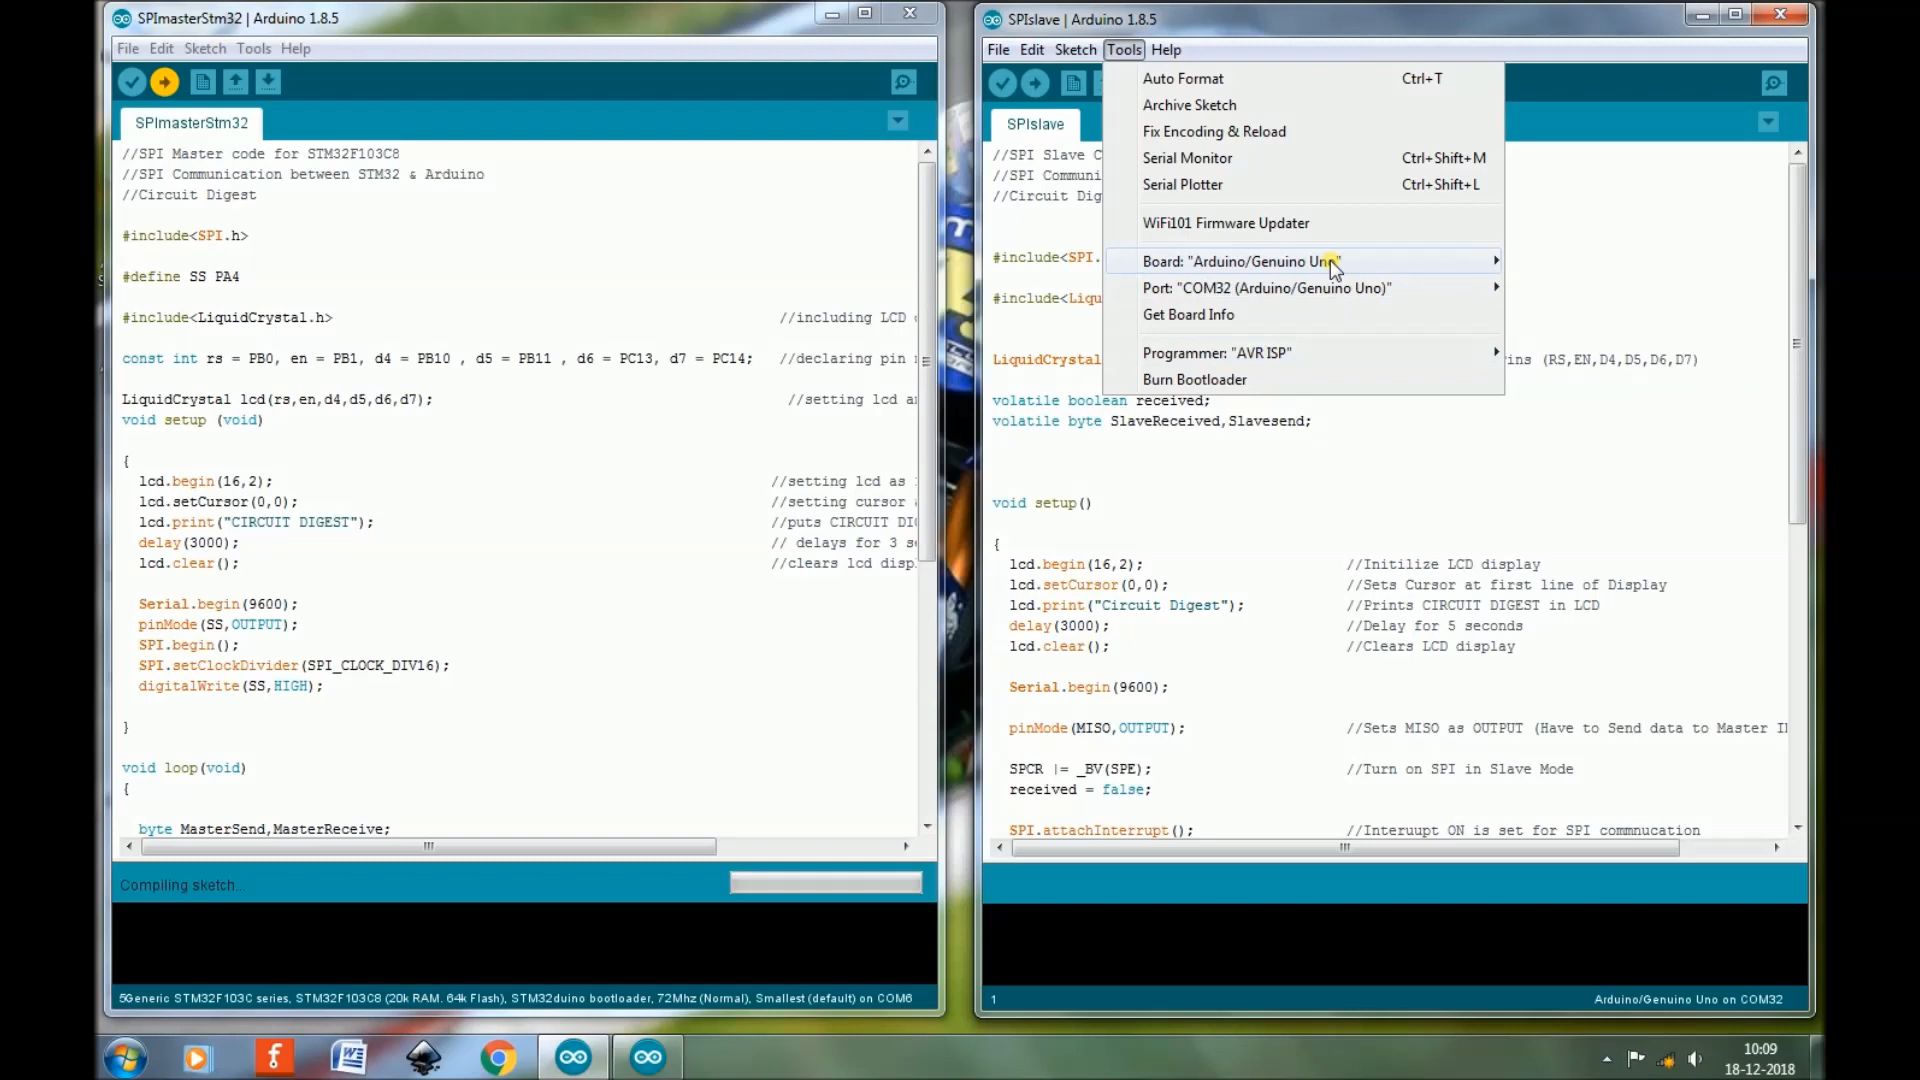 SPImasterStm32 | Arduino 1.8.5
File Edit Sketch Tools Help
SPImasterStm32
//SPI Master code for STM32F103C8
//SPI Communication between STM32 & Arduino
//Circuit Digest
#include<SPI.h>
#define SS PA4
#include<LiquidCrystal.h> //including LCD
const int rs = PB0, en = PB1, d4 = PB10 , d5 = PB11 , d6 = PC13, d7 = PC14; //declaring pin
LiquidCrystal lcd(rs,en,d4,d5,d6,d7); //setting lcd
void setup (void)
{
lcd.begin(16,2); //setting lcd as
lcd.setCursor(0,0); //setting cursor
lcd.print("CIRCUIT DIGEST"); //puts CIRCUIT
delay(3000); // delays for 3
lcd.clear(); //clears lcd
Serial.begin(9600);
pinMode(SS,OUTPUT);
SPI.begin();
SPI.setClockDivider(SPI_CLOCK_DIV16);
digitalWrite(SS,HIGH);
}
void loop(void)
{
byte MasterSend,MasterReceive;
Compiling sketch...
5Generic STM32F103C series, STM32F103C8 (20k RAM. 64k Flash), STM32duino bootloader, 72Mhz (Normal), Smallest (default) on COM6
SPIslave | Arduino 1.8.5
File Edit Sketch Tools Help
Auto Format Ctrl+T
Archive Sketch
Fix Encoding & Reload
Serial Monitor Ctrl+Shift+M
Serial Plotter Ctrl+Shift+L
WiFi101 Firmware Updater
Board: "Arduino/Genuino Uno"
Port: "COM32 (Arduino/Genuino Uno)"
Get Board Info
Programmer: "AVR ISP"
Burn Bootloader
SPIslave
//SPI Slave C
//SPI Communi
//Circuit Dig
#include<SPI.
#include<Liqu
LiquidCrystal ins (RS,EN,D4,D5,D6,D7)
volatile boolean received;
volatile byte SlaveReceived,Slavesend;
void setup()
{
lcd.begin(16,2); //Initilize LCD display
lcd.setCursor(0,0); //Sets Cursor at first line of Display
lcd.print("Circuit Digest"); //Prints CIRCUIT DIGEST in LCD
delay(3000); //Delay for 5 seconds
lcd.clear(); //Clears LCD display
Serial.begin(9600);
pinMode(MISO,OUTPUT); //Sets MISO as OUTPUT (Have to Send data to Master I
SPCR |= _BV(SPE); //Turn on SPI in Slave Mode
received = false;
SPI.attachInterrupt(); //Interuupt ON is set for SPI commnucation
1 Arduino/Genuino Uno on COM32
10:09
18-12-2018